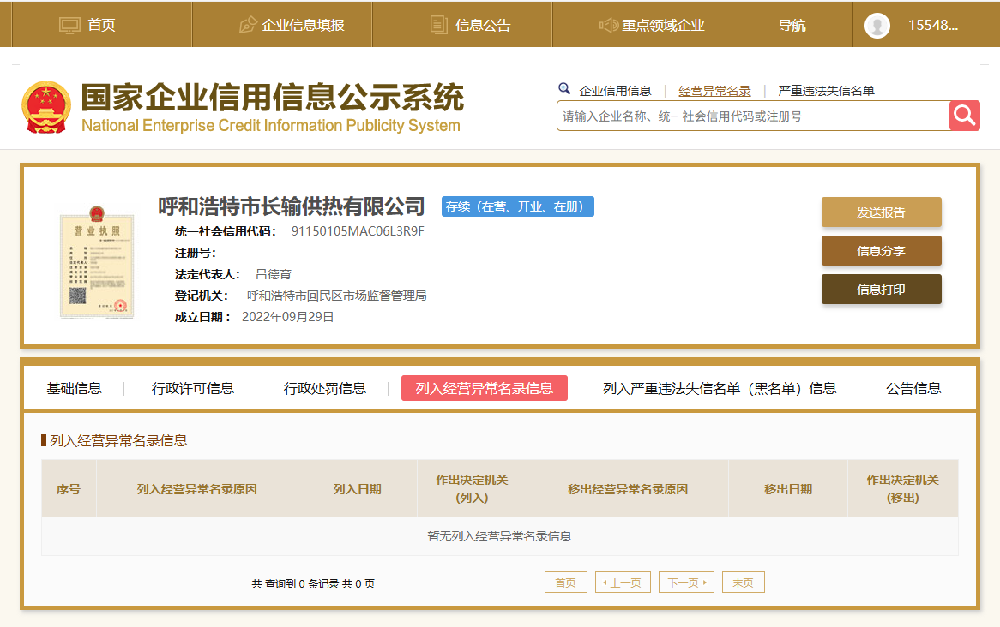 首页
企业信息填报
信息公告
重点领域企业
导航
15548...
国家企业信用信息公示系统
National Enterprise Credit Information Publicity System
企业信用信息 | 经营异常名录 | 严重违法失信名单
请输入企业名称、统一社会信用代码或注册号
营业执照
呼和浩特市长输供热有限公司
存续（在营、开业、在册）
统一社会信用代码： 91150105MAC06L3R9F
注册号：
法定代表人： 吕德育
登记机关： 呼和浩特市回民区市场监督管理局
成立日期： 2022年09月29日
发送报告
信息分享
信息打印
基础信息
行政许可信息
行政处罚信息
列入经营异常名录信息
列入严重违法失信名单（黑名单）信息
公告信息
列入经营异常名录信息
序号
列入经营异常名录原因
列入日期
作出决定机关
(列入)
移出经营异常名录原因
移出日期
作出决定机关
(移出)
暂无列入经营异常名录信息
共 查询到 0 条记录 共 0 页
首页
上一页
下一页
末页